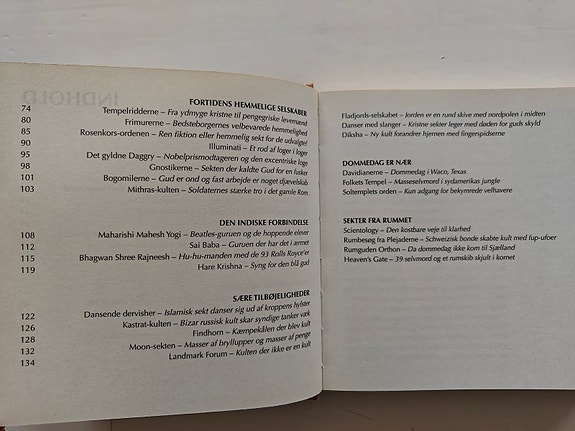 FORTIDENS HEMMELIGE SELSKABER
74 Tempelridderne – Fra ydmyge kristne til pengegriske levemænd
80 Frimurerne – Bedsteborgernes velbevarede hemmelighed
85 Rosenkors-ordenen – Ren fiktion eller hemmelig sekt for de udvalgte?
90 Illuminati – Et rod af loger i loger
95 Det gyldne Daggry – Nobelprismodtageren og den excentriske loge
98 Gnostikerne – Sekten der kaldte Gud for en fusker
101 Bogomilerne – Gud er ond og fast arbejde er noget djævelskab
103 Mithras-kulten – Soldaternes stærke tro i det gamle Rom
DEN INDISKE FORBINDELSE
108 Maharishi Mahesh Yogi – Beatles-guruen og de hoppende elever
112 Sai Baba – Guruen der har det i ærmet
115 Bhagwan Shree Rajneesh – Hu-hu-manden med de 93 Rolls Royce'er
119 Hare Krishna – Syng for den blå gud
SÆRE TILBØJELIGHEDER
122 Dansende dervisher – Islamisk sekt danser sig ud af kroppens hylster
126 Kastrat-kulten – Bizar russisk kult skar syndige tanker væk
128 Findhorn – Kæmpekålen der blev kult
132 Moon-sekten – Masser af bryllupper og masser af penge
134 Landmark Forum – Kulten der ikke er en kult
Fladjords-selskabet – Jorden er en rund skive med nordpolen i midten
Danser med slanger – Kristne sekter leger med døden for guds skyld
Diksha – Ny kult forandrer hjernen med fingerspidserne
DOMMEDAG ER NÆR
Davidianerne – Dommedag i Waco, Texas
Folkets Tempel – Masseselvmord i sydamerikas jungle
Soltemplets orden – Kun adgang for bekymrede velhavere
SEKTER FRA RUMMET
Scientology – Den kostbare vej til klarhed
Rumbesøg fra Plejaderne – Schweizisk bonde skabte kult med fup-ufoer
Rumguden Orthon – Da dommedag ikke kom til Sjælland
Heaven's Gate – 39 selvmord og et rumskib skjult i komet